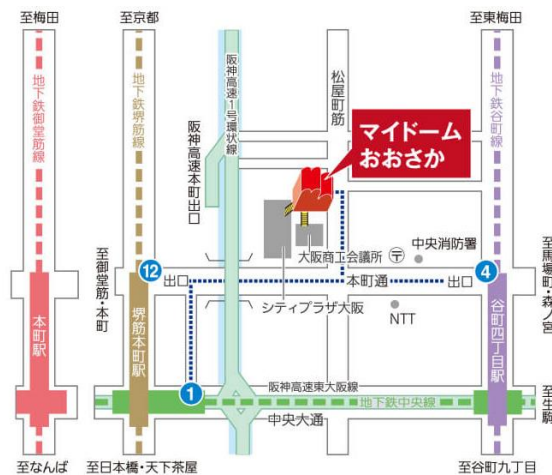 至梅田
至京都
至東梅田
地下鉄御堂筋線
地下鉄堺筋線
阪神高速1号環状線
松屋町筋
地下鉄谷町線
阪神高速本町出口
マイドーム
おおさか
大阪商工会議所
〒
中央消防署
至御堂筋・本町
12
出口
本町通
出口
4
至馬場町・森ノ宮
シティプラザ大阪
NTT
本町駅
堺筋本町駅
谷町四丁目駅
1
阪神高速東大阪線
地下鉄中央線
中央大通
至生駒
至なんば
至日本橋・天下茶屋
至谷町九丁目